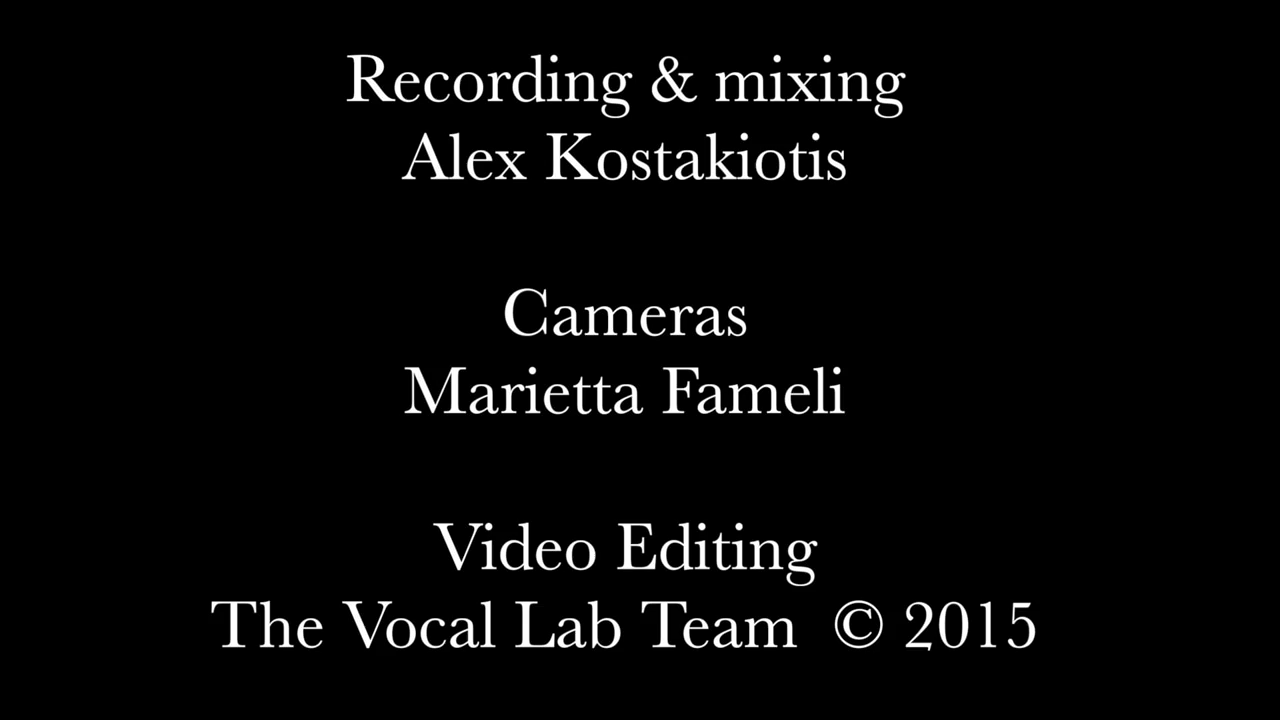 Recording & mixing
Alex Kostakiotis
Cameras
Marietta Fameli
Video Editing
The Vocal Lab Team © 2015